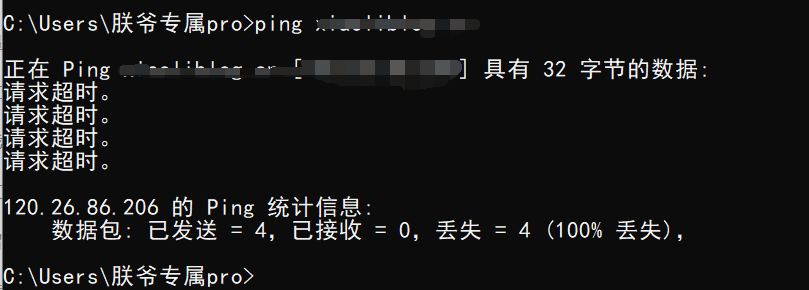 C:\Users\朕爷专属pro>ping
正在 Ping [ ] 具有 32 字节的数据:
请求超时。
请求超时。
请求超时。
请求超时。
120.26.86.206 的 Ping 统计信息:
数据包: 已发送 = 4，已接收 = 0，丢失 = 4 (100% 丢失)，
C:\Users\朕爷专属pro>